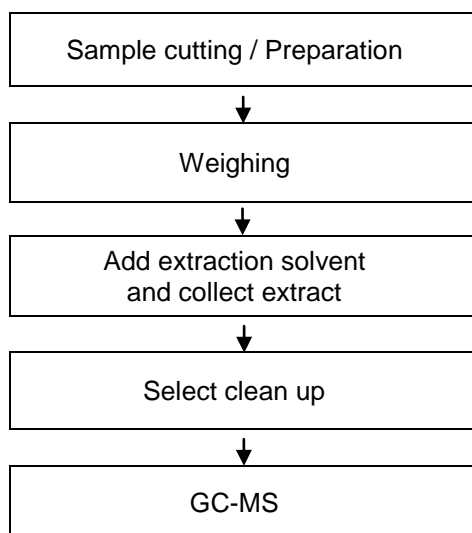 Sample cutting / Preparation
Weighing
Add extraction solvent
and collect extract
Select clean up
GC-MS